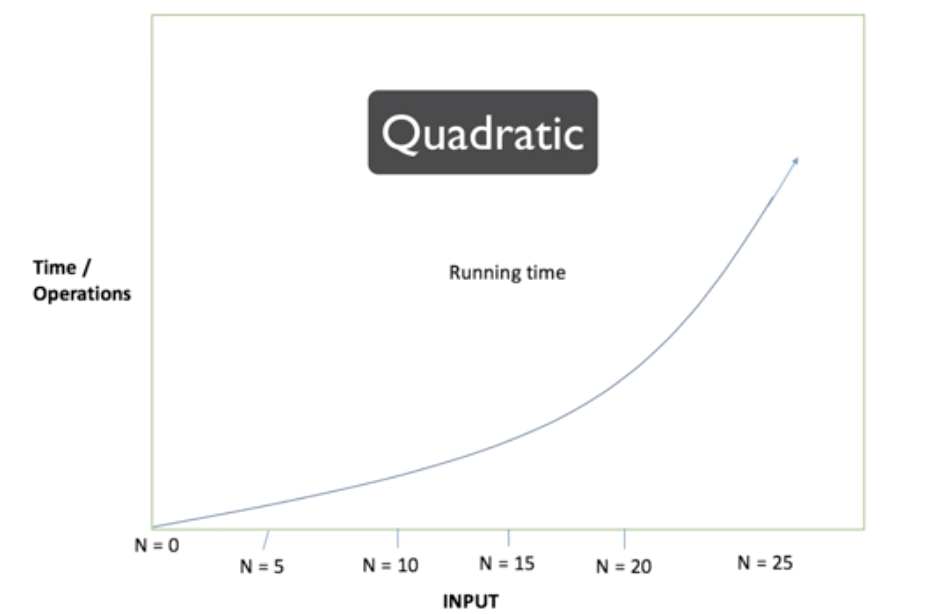 Quadratic
Time /
Operations
Running time
N = 0
N = 5
N = 10
N = 15
N = 20
N = 25
INPUT